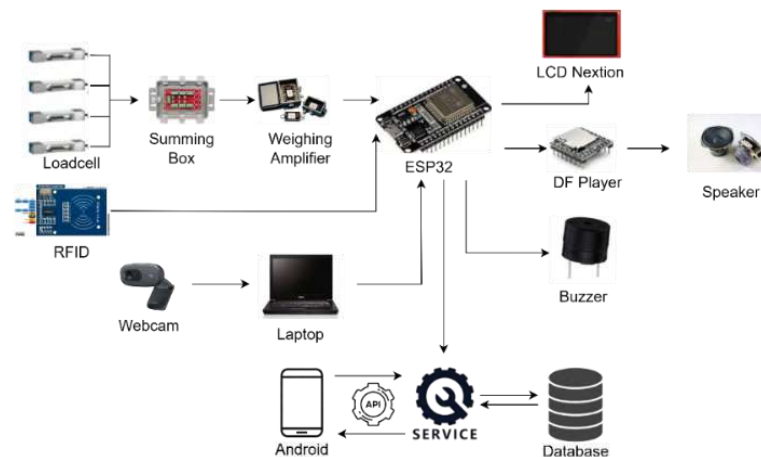 LCD Nextion
Loadcell
Summing
Box
Weighing
Amplifier
ESP32
DF Player
Speaker
RFID
Buzzer
Webcam
Laptop
API
Android
SERVICE
Database